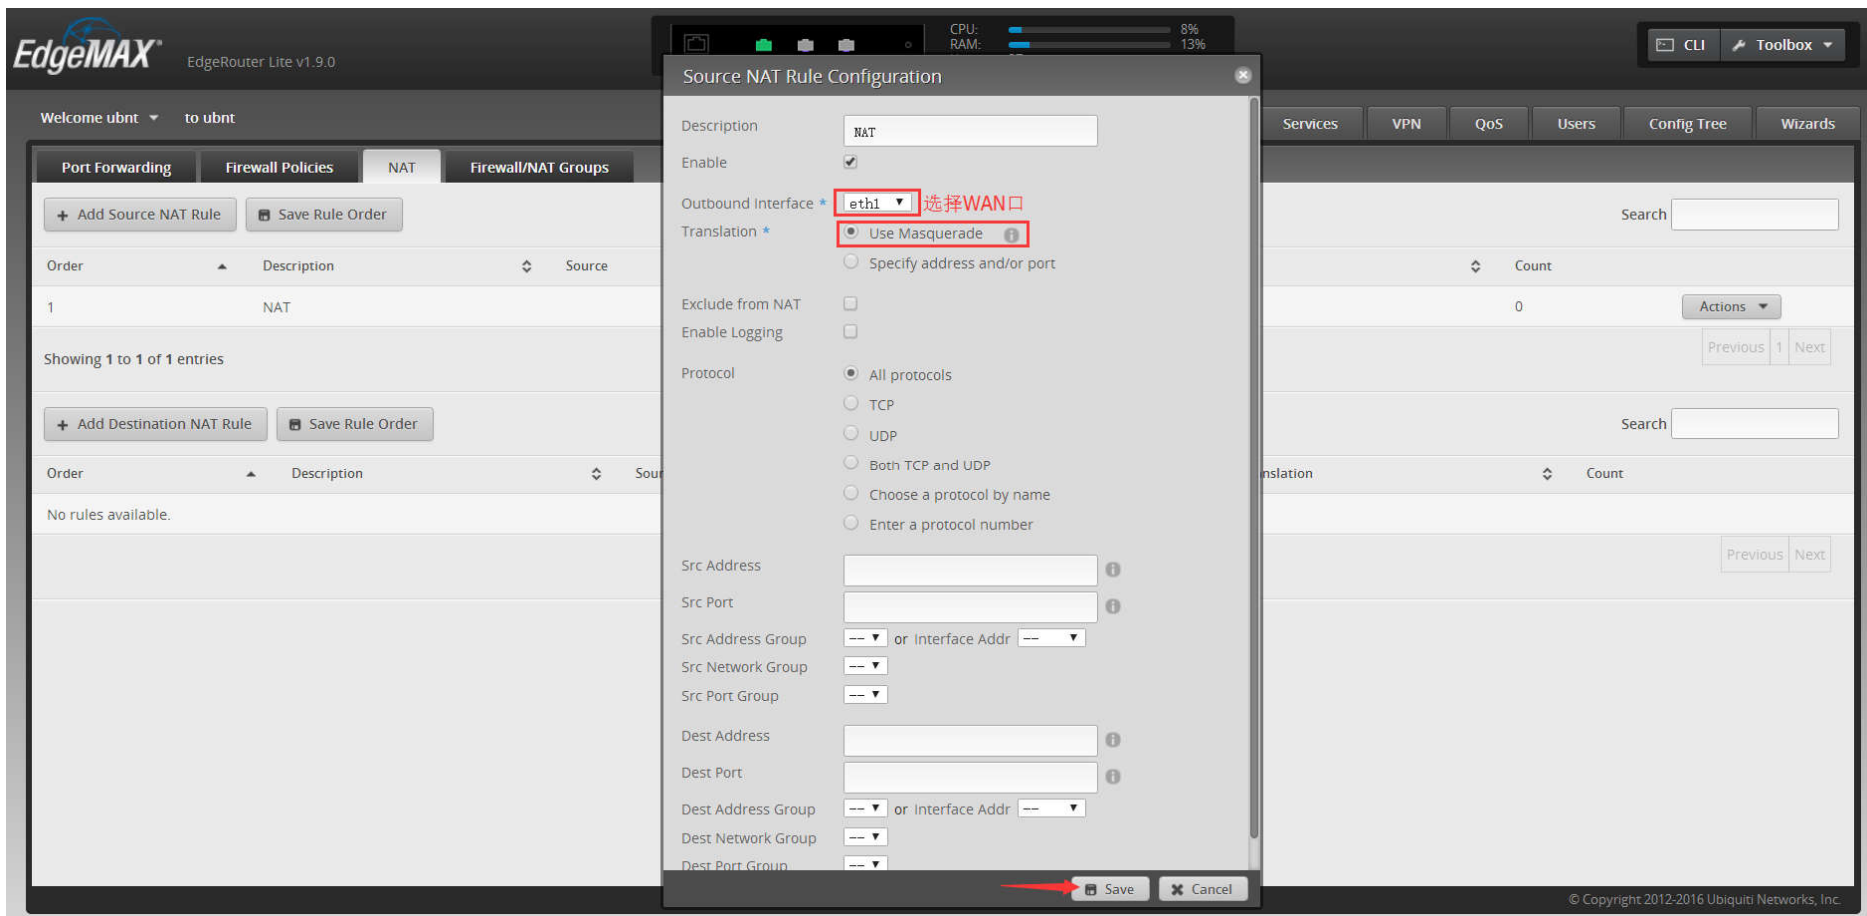 CPU: 8%
RAM: 13%
EdgeMAX
EdgeRouter Lite v1.9.0
CLI
Toolbox
Welcome ubnt to ubnt
Services VPN QoS Users Config Tree Wizards
Port Forwarding Firewall Policies NAT Firewall/NAT Groups
+ Add Source NAT Rule Save Rule Order
Search
Order Description Source Count
1 NAT 0 Actions
Showing 1 to 1 of 1 entries
Previous 1 Next
+ Add Destination NAT Rule Save Rule Order
Search
Order Description Sour nslation Count
No rules available.
Previous Next
Source NAT Rule Configuration
Description NAT
Enable
Outbound Interface * eth1 选择WAN口
Translation * Use Masquerade
Specify address and/or port
Exclude from NAT
Enable Logging
Protocol All protocols
TCP
UDP
Both TCP and UDP
Choose a protocol by name
Enter a protocol number
Src Address
Src Port
Src Address Group -- or Interface Addr --
Src Network Group --
Src Port Group --
Dest Address
Dest Port
Dest Address Group -- or Interface Addr --
Dest Network Group --
Dest Port Group --
Save Cancel
© Copyright 2012-2016 Ubiquiti Networks, Inc.